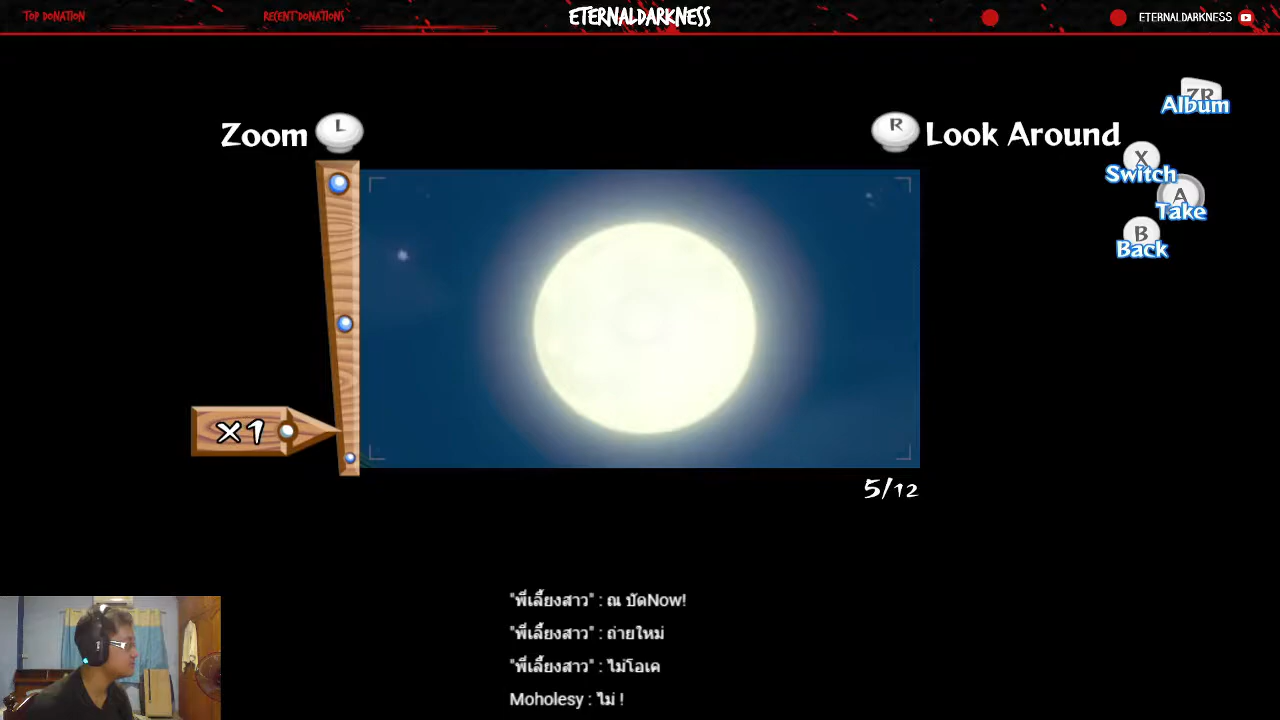 TOP DONATION
RECENT DONATIONS
ETERNALDARKNESS
ETERNALDARKNESS
ZR
Album
Zoom L
R Look Around
X
Switch
A
Take
B
Back
×1
5/12
"พี่เลี้ยงสาว" : ณ บัดNow!
"พี่เลี้ยงสาว" : ถ่ายใหม่
"พี่เลี้ยงสาว" : ไม่โอเค
Moholesy : ไม่ !